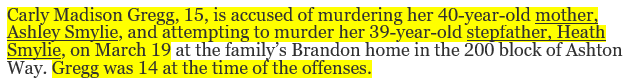 Carly Madison Gregg, 15, is accused of murdering her 40-year-old mother,
Ashley Smylie, and attempting to murder her 39-year-old stepfather, Heath
Smylie, on March 19 at the family's Brandon home in the 200 block of Ashton
Way. Gregg was 14 at the time of the offenses.